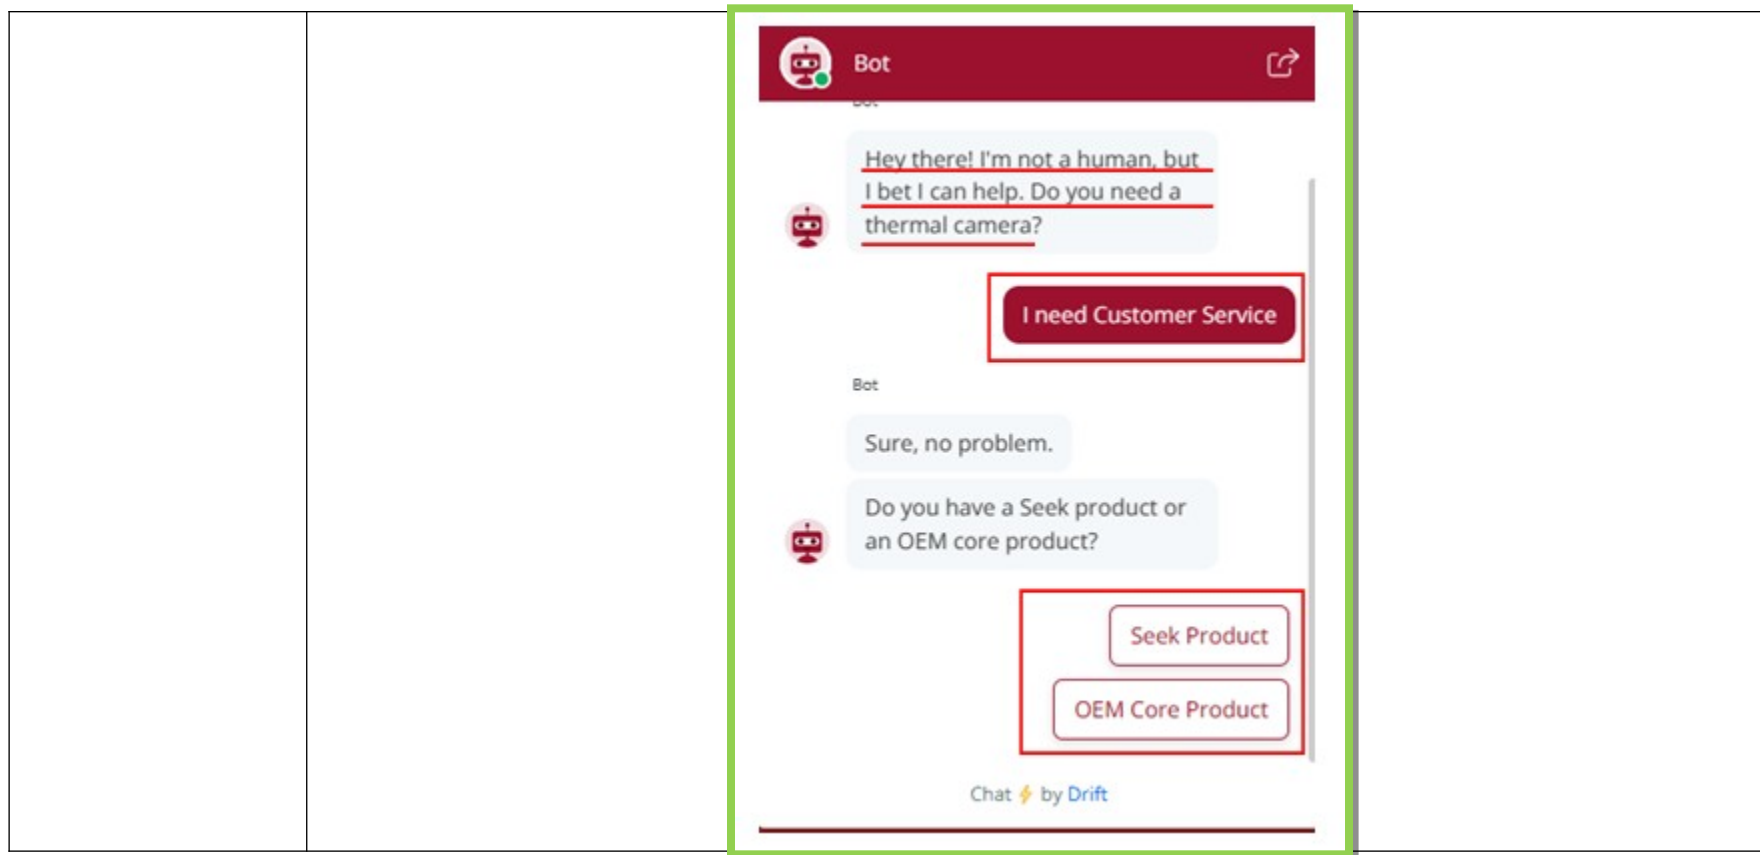 Bot
Bot
Hey there! I'm not a human, but
I bet I can help. Do you need a
thermal camera?
I need Customer Service
Bot
Sure, no problem.
Do you have a Seek product or
an OEM core product?
Seek Product
OEM Core Product
Chat⚡by Drift